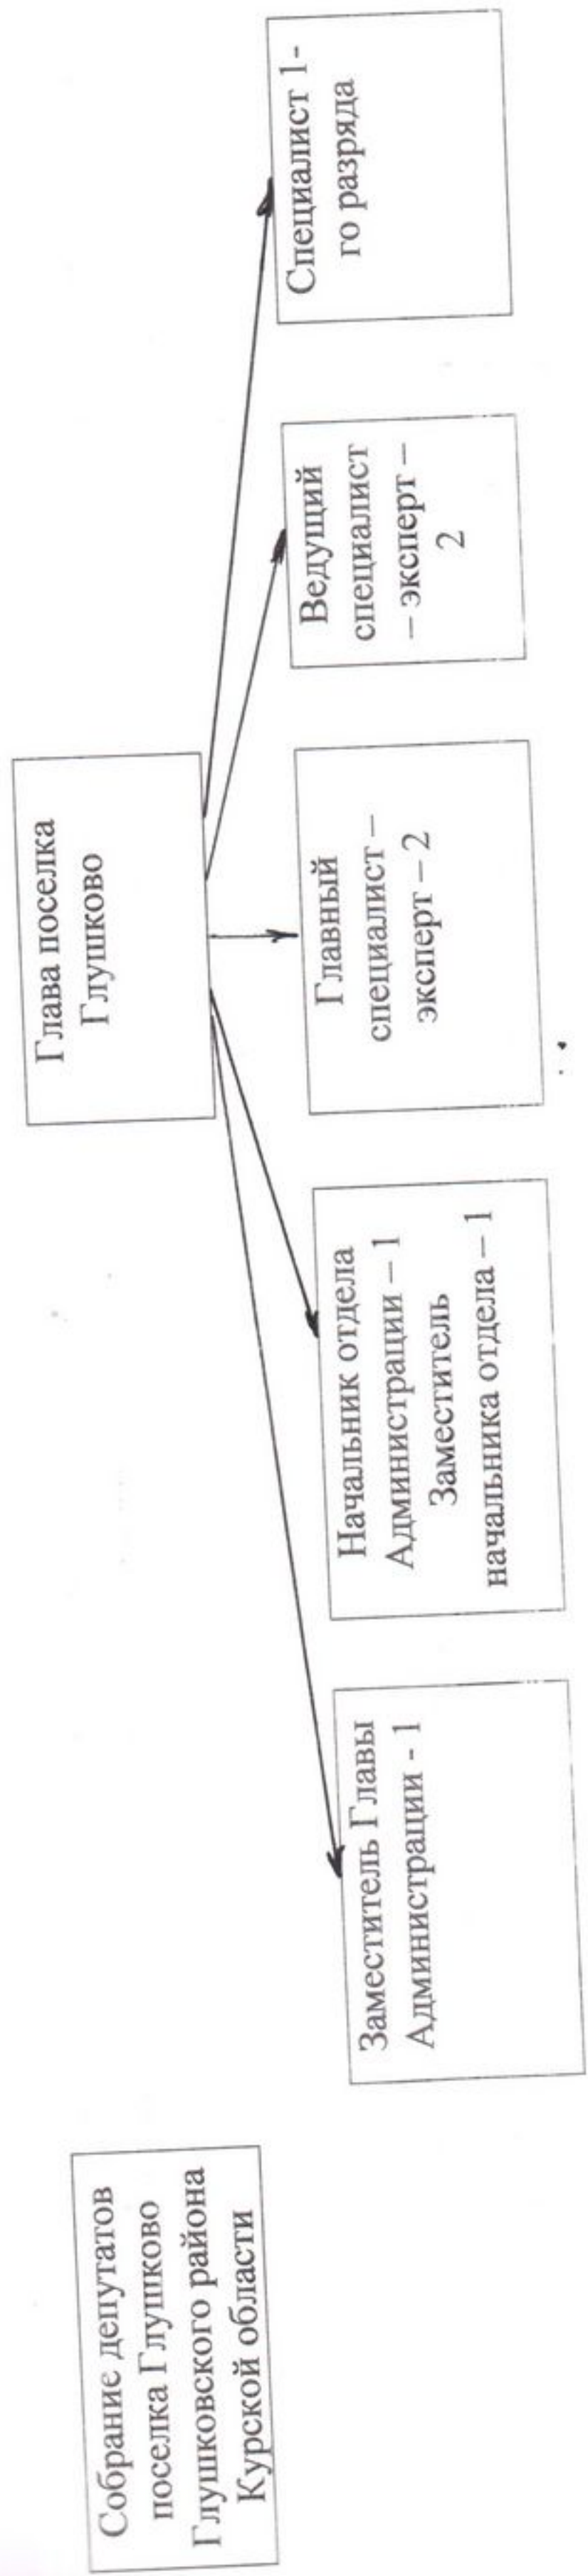 Собрание депутатов
поселка Глушково
Глушковского района
Курской области
Глава поселка
Глушково
Заместитель Главы
Администрации - 1
Начальник отдела
Администрации – 1
Заместитель
начальника отдела – 1
Главный
специалист –
эксперт – 2
Ведущий
специалист
– эксперт –
2
Специалист 1-
го разряда